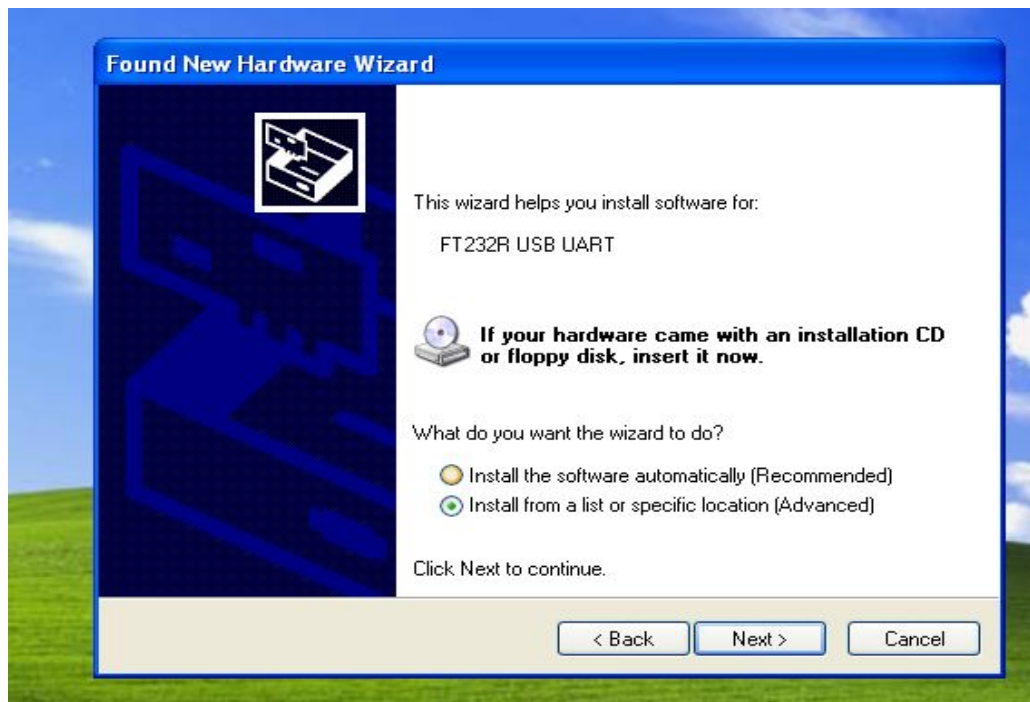 Found New Hardware Wizard
This wizard helps you install software for:
FT232R USB UART
If your hardware came with an installation CD
or floppy disk, insert it now.
What do you want the wizard to do?
Install the software automatically (Recommended)
Install from a list or specific location (Advanced)
Click Next to continue.
< Back Next > Cancel